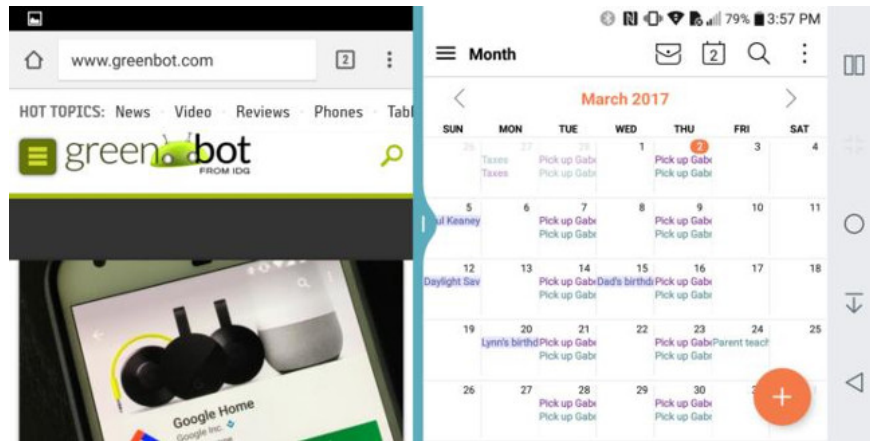 www.greenbot.com
2
HOT TOPICS: News Video Reviews Phones Tabl
greenbot
FROM IDG
Google Home
Google Inc.
79% 3:57 PM
Month
2
March 2017
SUN MON TUE WED THU FRI SAT
26 27 28 1 2 3 4
Taxes Pick up Gabe Pick up Gabe
Taxes Pick up Gabe Pick up Gabe
5 6 7 8 9 10 11
ul Keaney Pick up Gabe Pick up Gabe
Pick up Gabe Pick up Gabe
12 13 14 15 16 17 18
Daylight Sav Pick up Gabe Dad's birthda Pick up Gabe
Pick up Gabe Pick up Gabe
19 20 21 22 23 24 25
Lynn's birthd Pick up Gabe Pick up Gabe Parent teach
Pick up Gabe Pick up Gabe
26 27 28 29 30
Pick up Gabe Pick up Gabe
Pick up Gabe Pick up Gabe